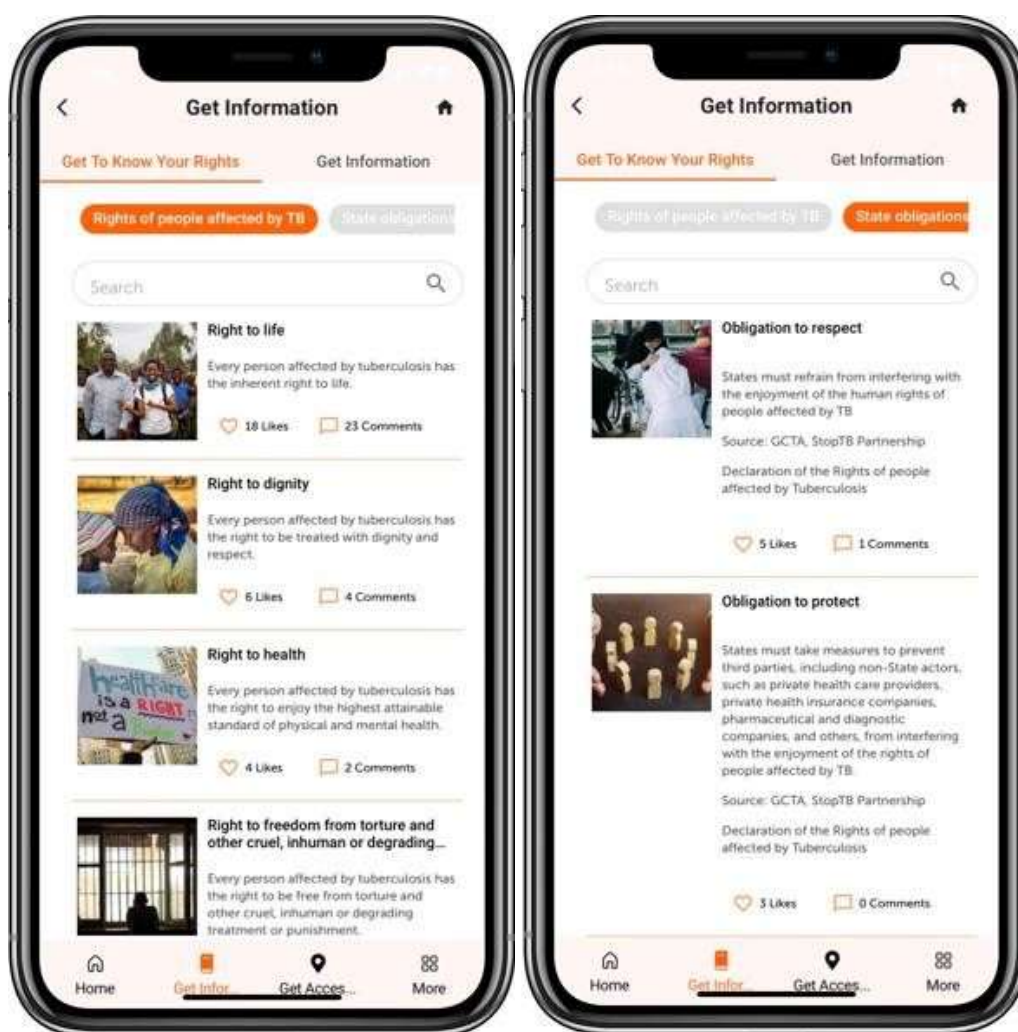 Get Information
Get To Know Your Rights
Get Information
Rights of people affected by TB
State obligations
Search
Right to life
Every person affected by tuberculosis has
the inherent right to life.
18 Likes
23 Comments
Right to dignity
Every person affected by tuberculosis has
the right to be treated with dignity and
respect.
6 Likes
4 Comments
healthcare
is a RIGHT
not a
Right to health
Every person affected by tuberculosis has
the right to enjoy the highest attainable
standard of physical and mental health.
4 Likes
2 Comments
Right to freedom from torture and
other cruel, inhuman or degrading...
Every person affected by tuberculosis has
the right to be free from torture and
other cruel, inhuman or degrading
treatment or punishment.
Home
Get Infor...
Get Acces...
More
Get Information
Get To Know Your Rights
Get Information
Rights of people affected by TB
State obligations
Search
Obligation to respect
States must refrain from interfering with
the enjoyment of the human rights of
people affected by TB
Source: GCTA, StopTB Partnership
Declaration of the Rights of people
affected by Tuberculosis
5 Likes
1 Comments
Obligation to protect
States must take measures to prevent
third parties, including non-State actors,
such as private health care providers,
private health insurance companies,
pharmaceutical and diagnostic
companies, and others, from interfering
with the enjoyment of the rights of
people affected by TB.
Source: GCTA, StopTB Partnership
Declaration of the Rights of people
affected by Tuberculosis
3 Likes
0 Comments
Home
Get Infor...
Get Acces...
More